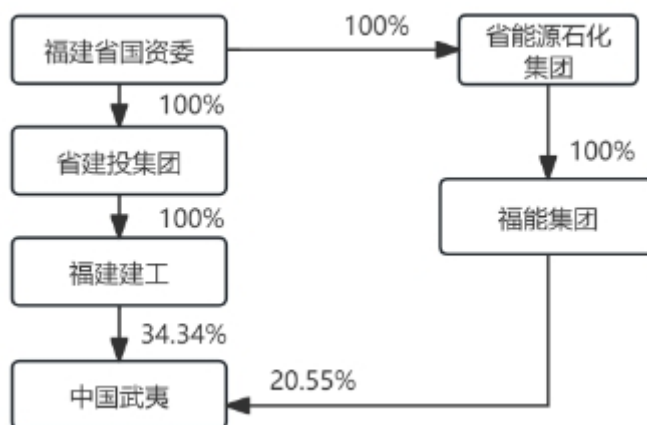 福建省国资委
100%
省能源石化
集团
100%
省建投集团
100%
100%
福能集团
福建建工
34.34%
20.55%
中国武夷